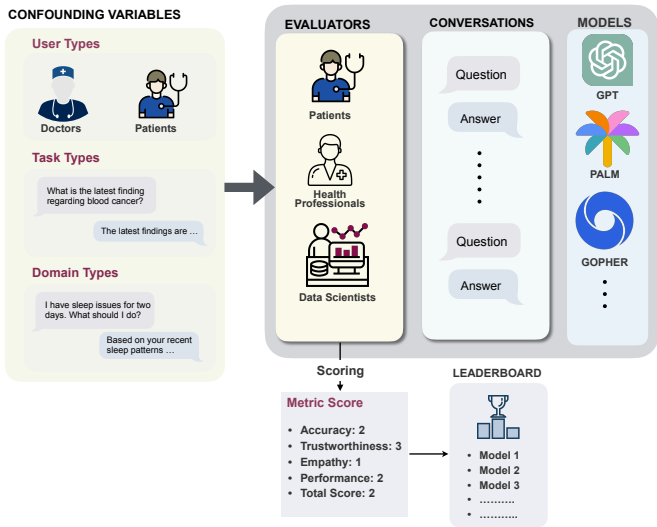 CONFOUNDING VARIABLES
User Types
Doctors
Patients
Task Types
What is the latest finding
regarding blood cancer?
The latest findings are ...
Domain Types
I have sleep issues for two
days. What should I do?
Based on your recent
sleep patterns ...
EVALUATORS
Patients
Health
Professionals
Data Scientists
CONVERSATIONS
Question
Answer
Question
Answer
MODELS
GPT
PALM
GOPHER
Scoring
Metric Score
• Accuracy: 2
• Trustworthiness: 3
• Empathy: 1
• Performance: 2
• Total Score: 2
LEADERBOARD
• Model 1
• Model 2
• Model 3
• ..........
• ...........